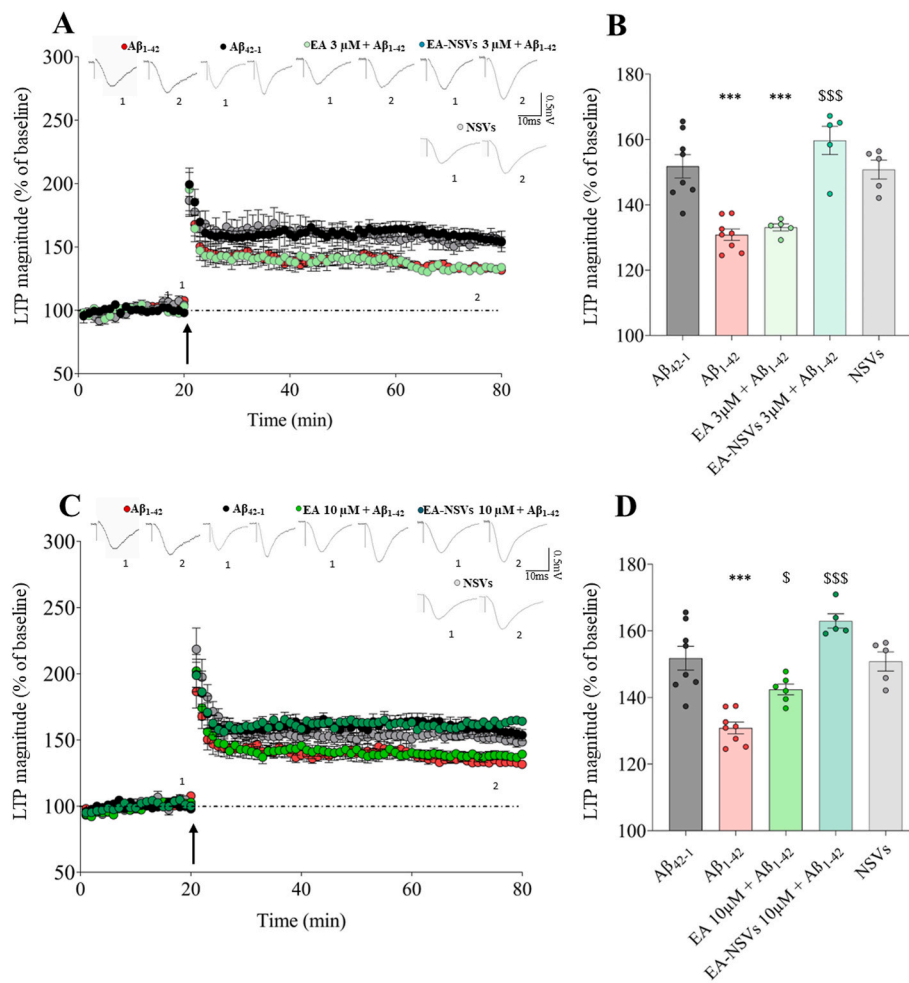 A
B
Aβ1-42
Aβ42-1
EA 3 µM + Aβ1-42
EA-NSVs 3 µM + Aβ1-42
300
250
200
150
100
50
LTP magnitude (% of baseline)
1
2
1
1
2
1
2
0.5mV
10ms
NSVs
1
2
1
1
2
0
20
40
60
80
Time (min)
180
160
140
120
100
LTP magnitude (% of baseline)
***
***
$$$
Aβ42-1
Aβ1-42
EA 3µM + Aβ1-42
EA-NSVs 3µM + Aβ1-42
NSVs
C
D
Aβ1-42
Aβ42-1
EA 10 µM + Aβ1-42
EA-NSVs 10 µM + Aβ1-42
300
250
200
150
100
50
LTP magnitude (% of baseline)
1
2
1
1
2
1
2
0.5mV
10ms
NSVs
1
2
1
2
0
20
40
60
80
Time (min)
180
160
140
120
100
LTP magnitude (% of baseline)
***
$
$$$
Aβ42-1
Aβ1-42
EA 10µM + Aβ1-42
EA-NSVs 10µM + Aβ1-42
NSVs